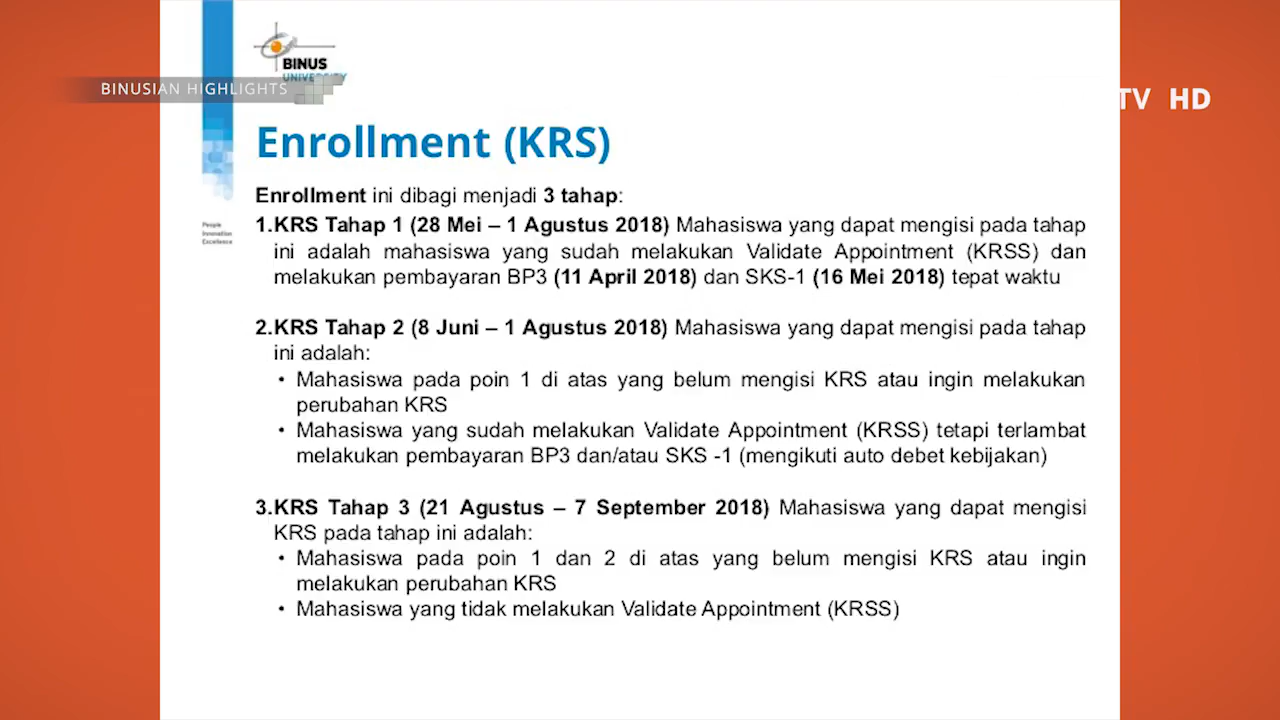 BINUS
UNIVERSITY
BINUSIAN HIGHLIGHTS
TV HD
Enrollment (KRS)
People
Innovation
Excellence
Enrollment ini dibagi menjadi 3 tahap:
1.KRS Tahap 1 (28 Mei – 1 Agustus 2018) Mahasiswa yang dapat mengisi pada tahap
ini adalah mahasiswa yang sudah melakukan Validate Appointment (KRSS) dan
melakukan pembayaran BP3 (11 April 2018) dan SKS-1 (16 Mei 2018) tepat waktu
2.KRS Tahap 2 (8 Juni – 1 Agustus 2018) Mahasiswa yang dapat mengisi pada tahap
ini adalah:
• Mahasiswa pada poin 1 di atas yang belum mengisi KRS atau ingin melakukan
perubahan KRS
• Mahasiswa yang sudah melakukan Validate Appointment (KRSS) tetapi terlambat
melakukan pembayaran BP3 dan/atau SKS -1 (mengikuti auto debet kebijakan)
3.KRS Tahap 3 (21 Agustus – 7 September 2018) Mahasiswa yang dapat mengisi
KRS pada tahap ini adalah:
• Mahasiswa pada poin 1 dan 2 di atas yang belum mengisi KRS atau ingin
melakukan perubahan KRS
• Mahasiswa yang tidak melakukan Validate Appointment (KRSS)